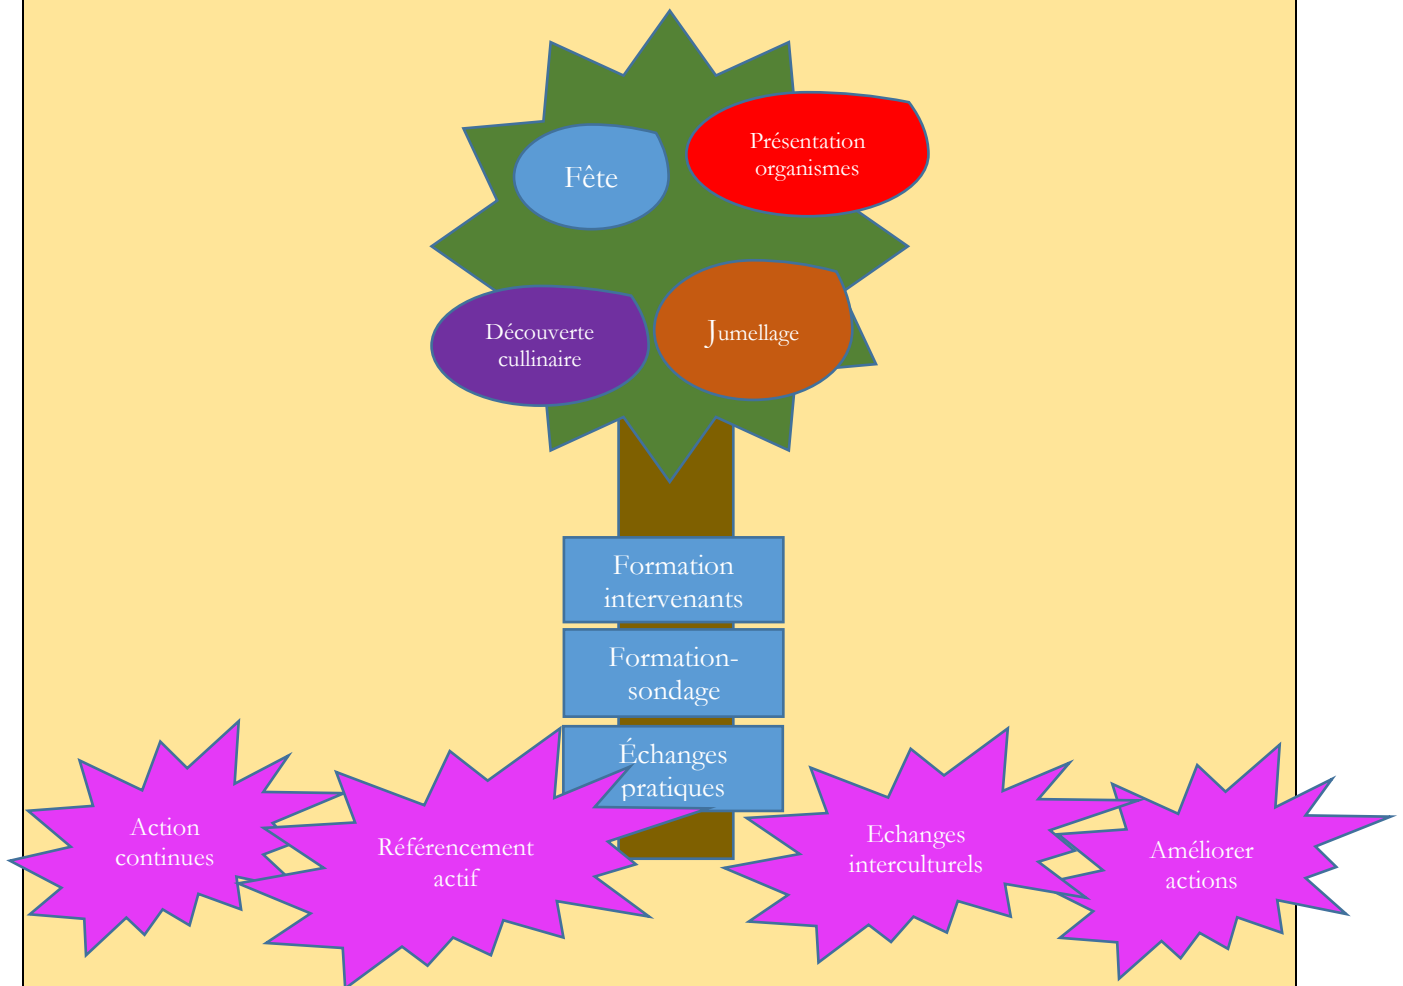 Fête
Présentation
organismes
Découverte
cullinaire
Jumellage
Formation
intervenants
Formation-
sondage
Échanges
pratiques
Action
continues
Référencement
actif
Echanges
interculturels
Améliorer
actions